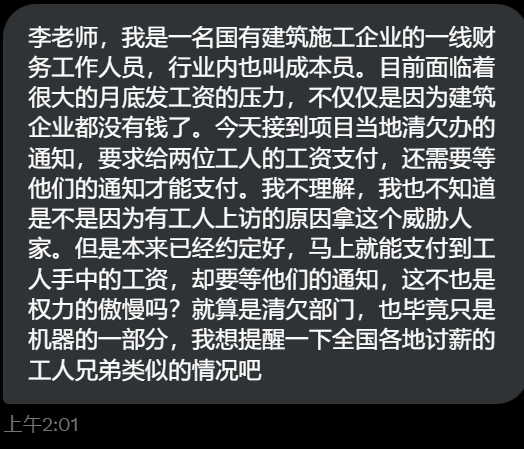 李老师，我是一名国有建筑施工企业的一线财
务工作人员，行业内也叫成本员。目前面临着
很大的月底发工资的压力，不仅仅是因为建筑
企业都没有钱了。今天接到项目当地清欠办的
通知，要求给两位工人的工资支付，还需要等
他们的通知才能支付。我不理解，我也不知道
是不是因为有工人上访的原因拿这个威胁人
家。但是本来已经约定好，马上就能支付到工
人手中的工资，却要等他们的通知，这不也是
权力的傲慢吗？就算是清欠部门，也毕竟只是
机器的一部分，我想提醒一下全国各地讨薪的
工人兄弟类似的情况吧
上午2:01